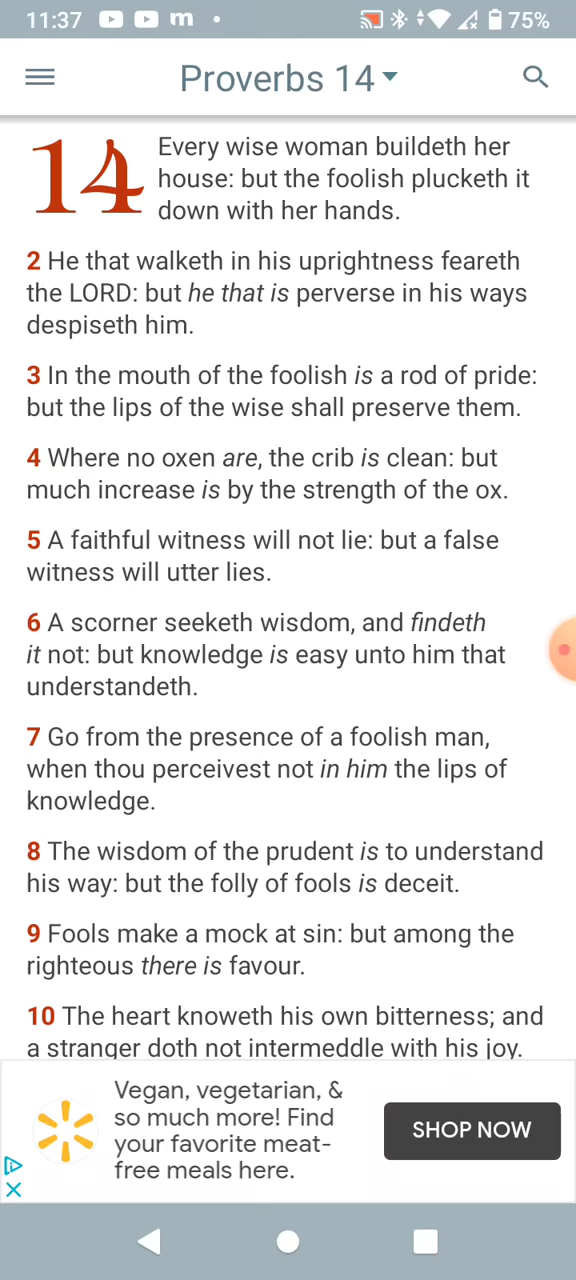 11:37 m 75%
Proverbs 14
14 Every wise woman buildeth her
house: but the foolish plucketh it
down with her hands.
2 He that walketh in his uprightness feareth
the LORD: but he that is perverse in his ways
despiseth him.
3 In the mouth of the foolish is a rod of pride:
but the lips of the wise shall preserve them.
4 Where no oxen are, the crib is clean: but
much increase is by the strength of the ox.
5 A faithful witness will not lie: but a false
witness will utter lies.
6 A scorner seeketh wisdom, and findeth
it not: but knowledge is easy unto him that
understandeth.
7 Go from the presence of a foolish man,
when thou perceivest not in him the lips of
knowledge.
8 The wisdom of the prudent is to understand
his way: but the folly of fools is deceit.
9 Fools make a mock at sin: but among the
righteous there is favour.
10 The heart knoweth his own bitterness; and
a stranger doth not intermeddle with his joy.
Vegan, vegetarian, &
so much more! Find
your favorite meat-
free meals here.
SHOP NOW